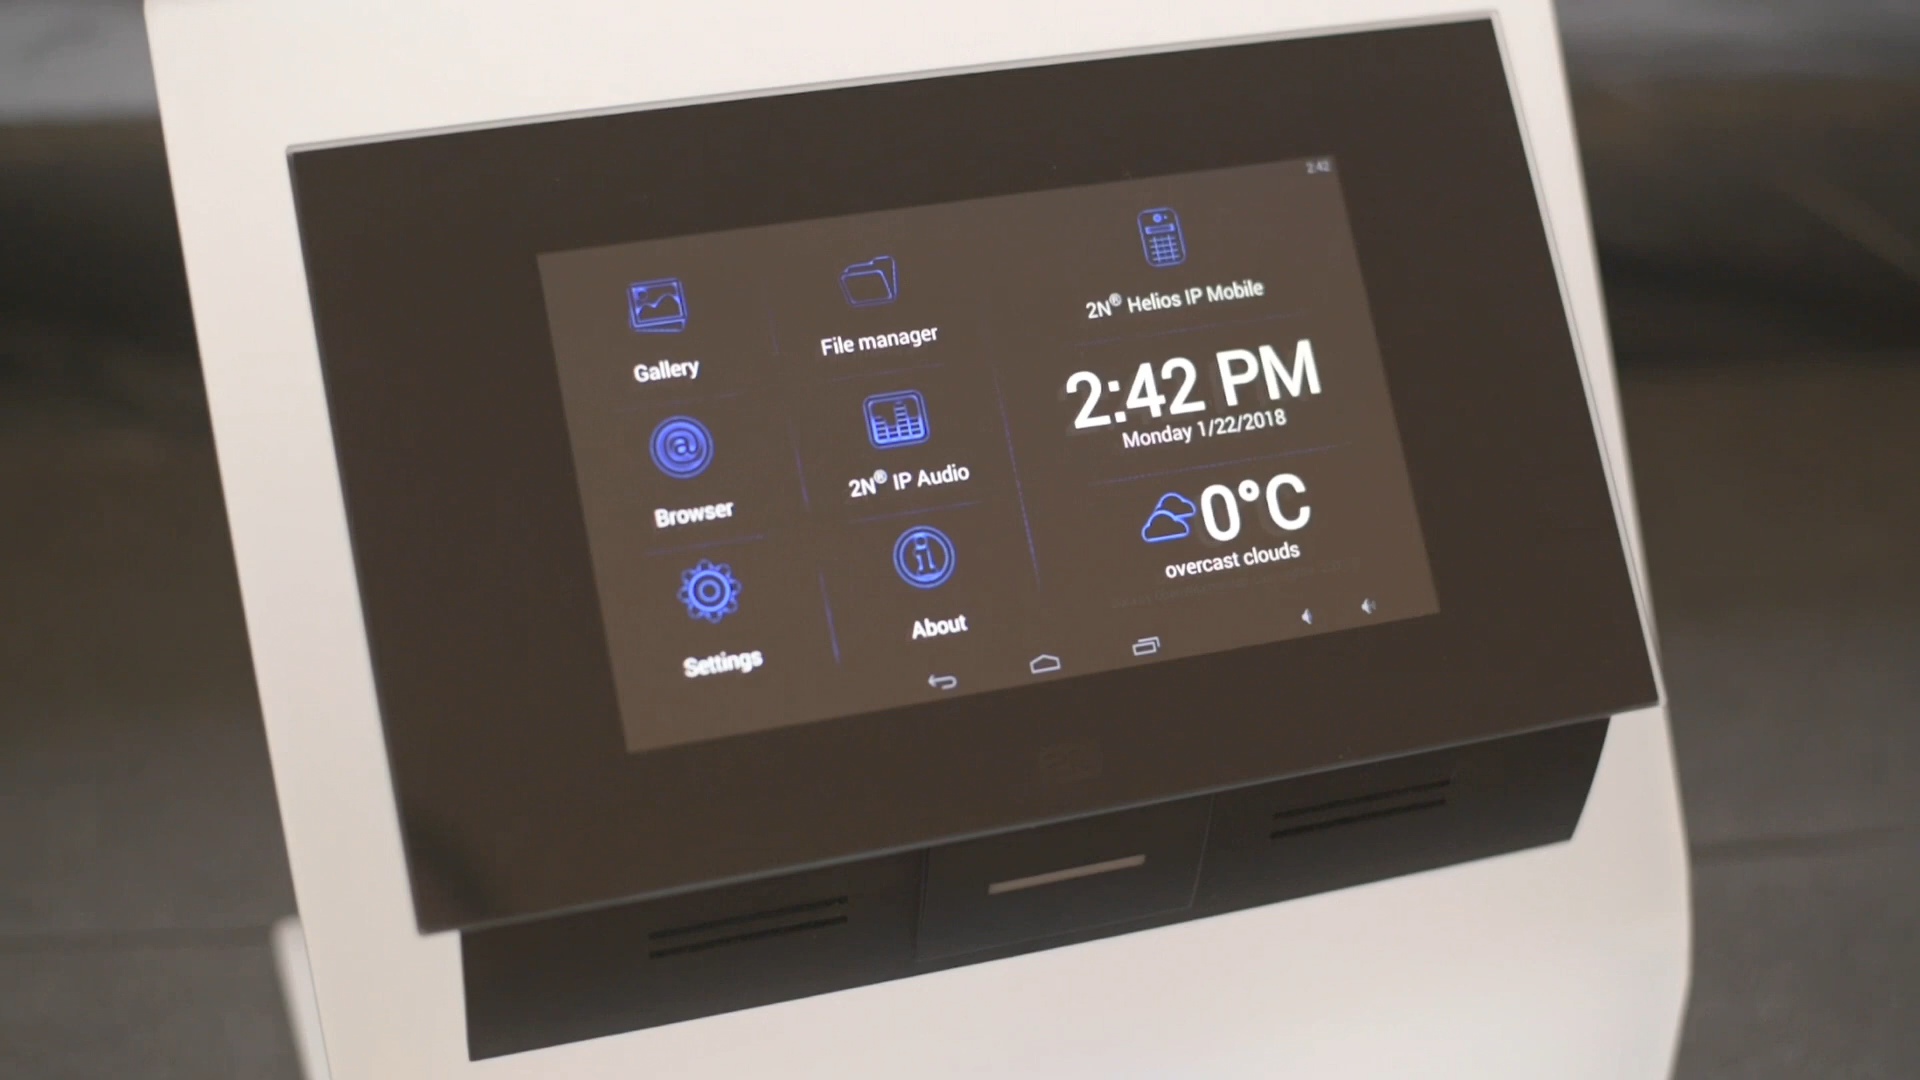 2:42
Gallery
File manager
2N® Helios IP Mobile
Browser
2N® IP Audio
2:42 PM
Monday 1/22/2018
Settings
About
0°C
overcast clouds